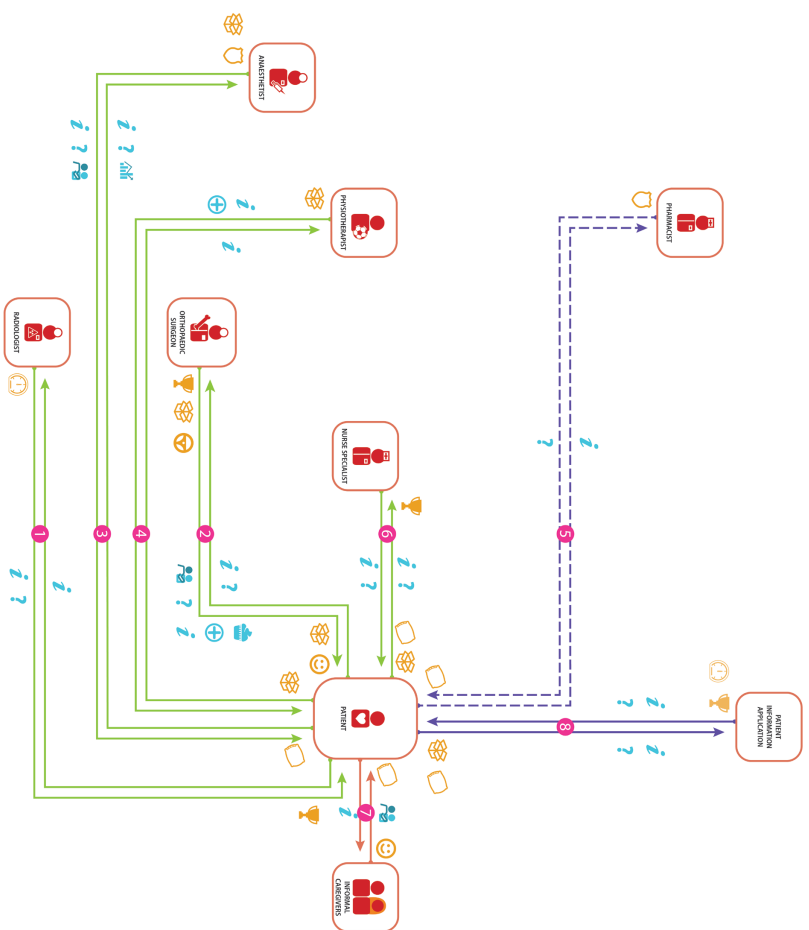 PATIENT
INFORMATION
APPLICATION
PHARMACIST
5
8
6
7
PHYSIOTHERAPIST
NURSE SPECIALIST
PATIENT
INFORMAL
CAREGIVERS
ANAESTHETIST
2
ORTHOPAEDIC
SURGEON
4
3
1
RADIOLOGIST